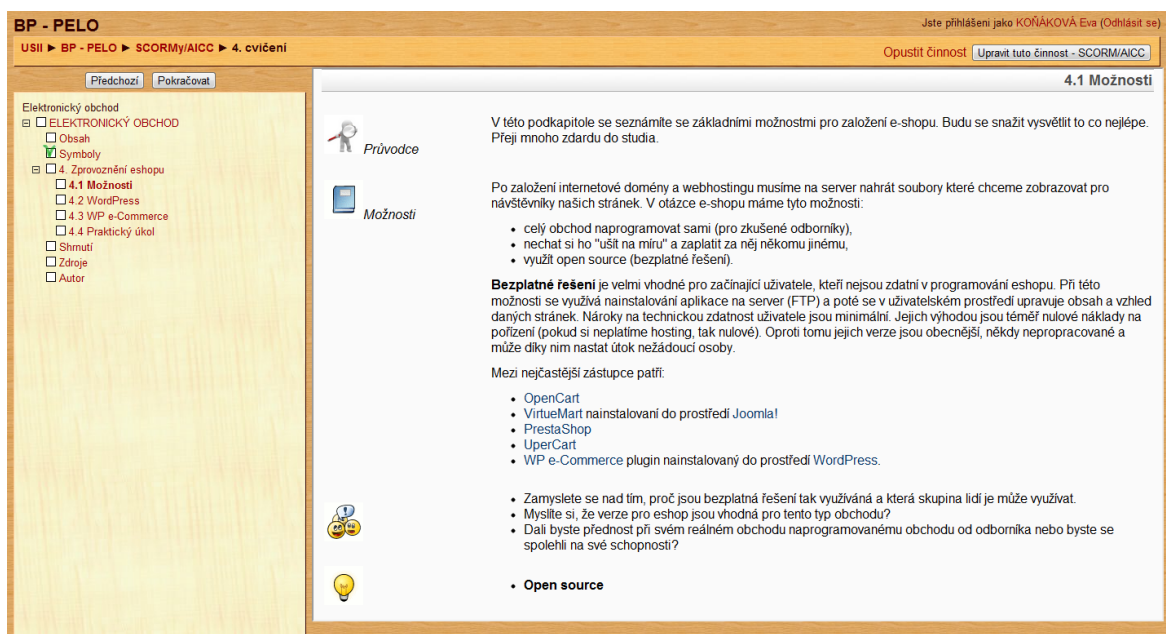 BP - PELO
Jste přihlášeni jako KOŇÁKOVÁ Eva (Odhlásit se)
USII ► BP - PELO ► SCORMy/AICC ► 4. cvičení
Opustit činnost Upravit tuto činnost - SCORM/AICC
Předchozí Pokračovat
Elektronický obchod
ELEKTRONICKÝ OBCHOD
Obsah
Symboly
4. Zprovoznění eshopu
4.1 Možnosti
4.2 WordPress
4.3 WP e-Commerce
4.4 Praktický úkol
Shrnutí
Zdroje
Autor
4.1 Možnosti
Průvodce
V této podkapitole se seznámíte se základními možnostmi pro založení e-shopu. Budu se snažit vysvětlit to co nejlépe.
Přeji mnoho zdardu do studia.
Možnosti
Po založení internetové domény a webhostingu musíme na server nahrát soubory které chceme zobrazovat pro
návštěvníky našich stránek. V otázce e-shopu máme tyto možnosti:
• celý obchod naprogramovat sami (pro zkušené odborníky),
• nechat si ho "ušít na míru" a zaplatit za něj někomu jinému,
• využít open source (bezplatné řešení).
Bezplatné řešení je velmi vhodné pro začínající uživatele, kteří nejsou zdatní v programování eshopu. Při této
možnosti se využívá nainstalování aplikace na server (FTP) a poté se v uživatelském prostředí upravuje obsah a vzhled
daných stránek. Nároky na technickou zdatnost uživatele jsou minimální. Jejich výhodou jsou téměř nulové náklady na
pořízení (pokud si neplatíme hosting, tak nulové). Oproti tomu jejich verze jsou obecnější, někdy nepropracované a
může díky nim nastat útok nežádoucí osoby.
Mezi nejčastější zástupce patří:
• OpenCart
• VirtueMart nainstalovaní do prostředí Joomla!
• PrestaShop
• UperCart
• WP e-Commerce plugin nainstalovaný do prostředí WordPress.
• Zamyslete se nad tím, proč jsou bezplatná řešení tak využíváná a která skupina lidí je může využívat.
• Myslíte si, že verze pro eshop jsou vhodná pro tento typ obchodu?
• Dali byste přednost při svém reálném obchodu naprogramovanému obchodu od odborníka nebo byste se
spolehli na své schopnosti?
• Open source